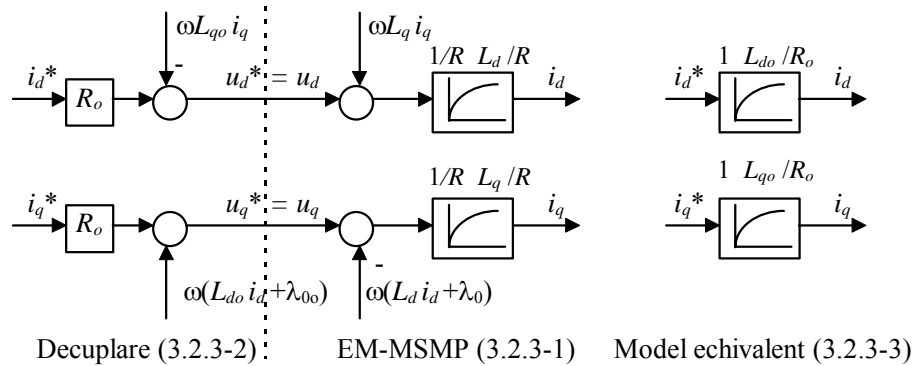 ωL_qo i_q ωL_q i_q
1/R L_d /R 1 L_do /R_o
i_d* R_o - u_d* = u_d i_d i_d* i_d
1/R L_q /R 1 L_qo /R_o
i_q* R_o u_q* = u_q i_q i_q* i_q
-
ω(L_do i_d +λ_0o) ω(L_d i_d +λ_0)
Decuplare (3.2.3-2) EM-MSMP (3.2.3-1) Model echivalent (3.2.3-3)